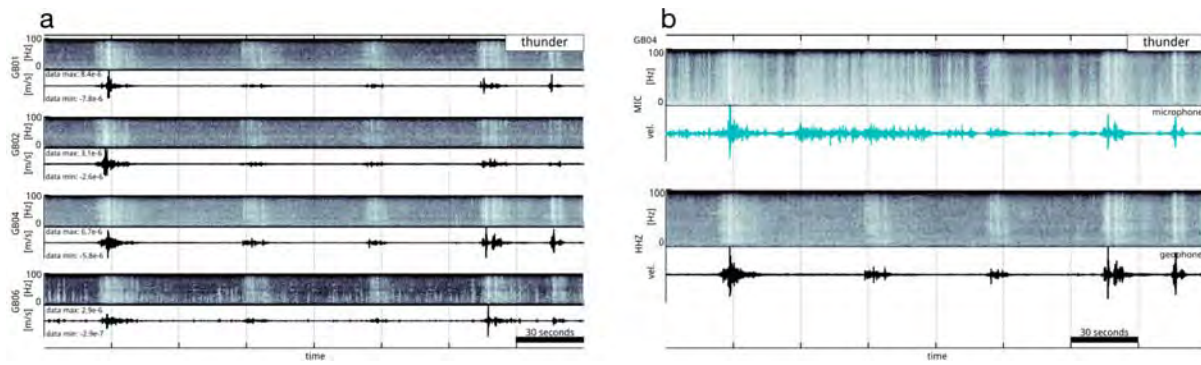 a
thunder
GB01
100
[Hz]
0
[m/s]
data max: 8.4e-6
data min: -7.8e-6
GB02
100
[Hz]
0
[m/s]
data max: 3.1e-6
data min: -2.6e-6
GB04
100
[Hz]
0
[m/s]
data max: 6.7e-6
data min: -5.8e-6
GB06
100
[Hz]
0
[m/s]
data max: 2.9e-6
data min: -2.9e-7
30 seconds
time
b
GB04
thunder
MIC
100
[Hz]
0
vel.
microphone
HHZ
100
[Hz]
0
vel.
geophone
30 seconds
time